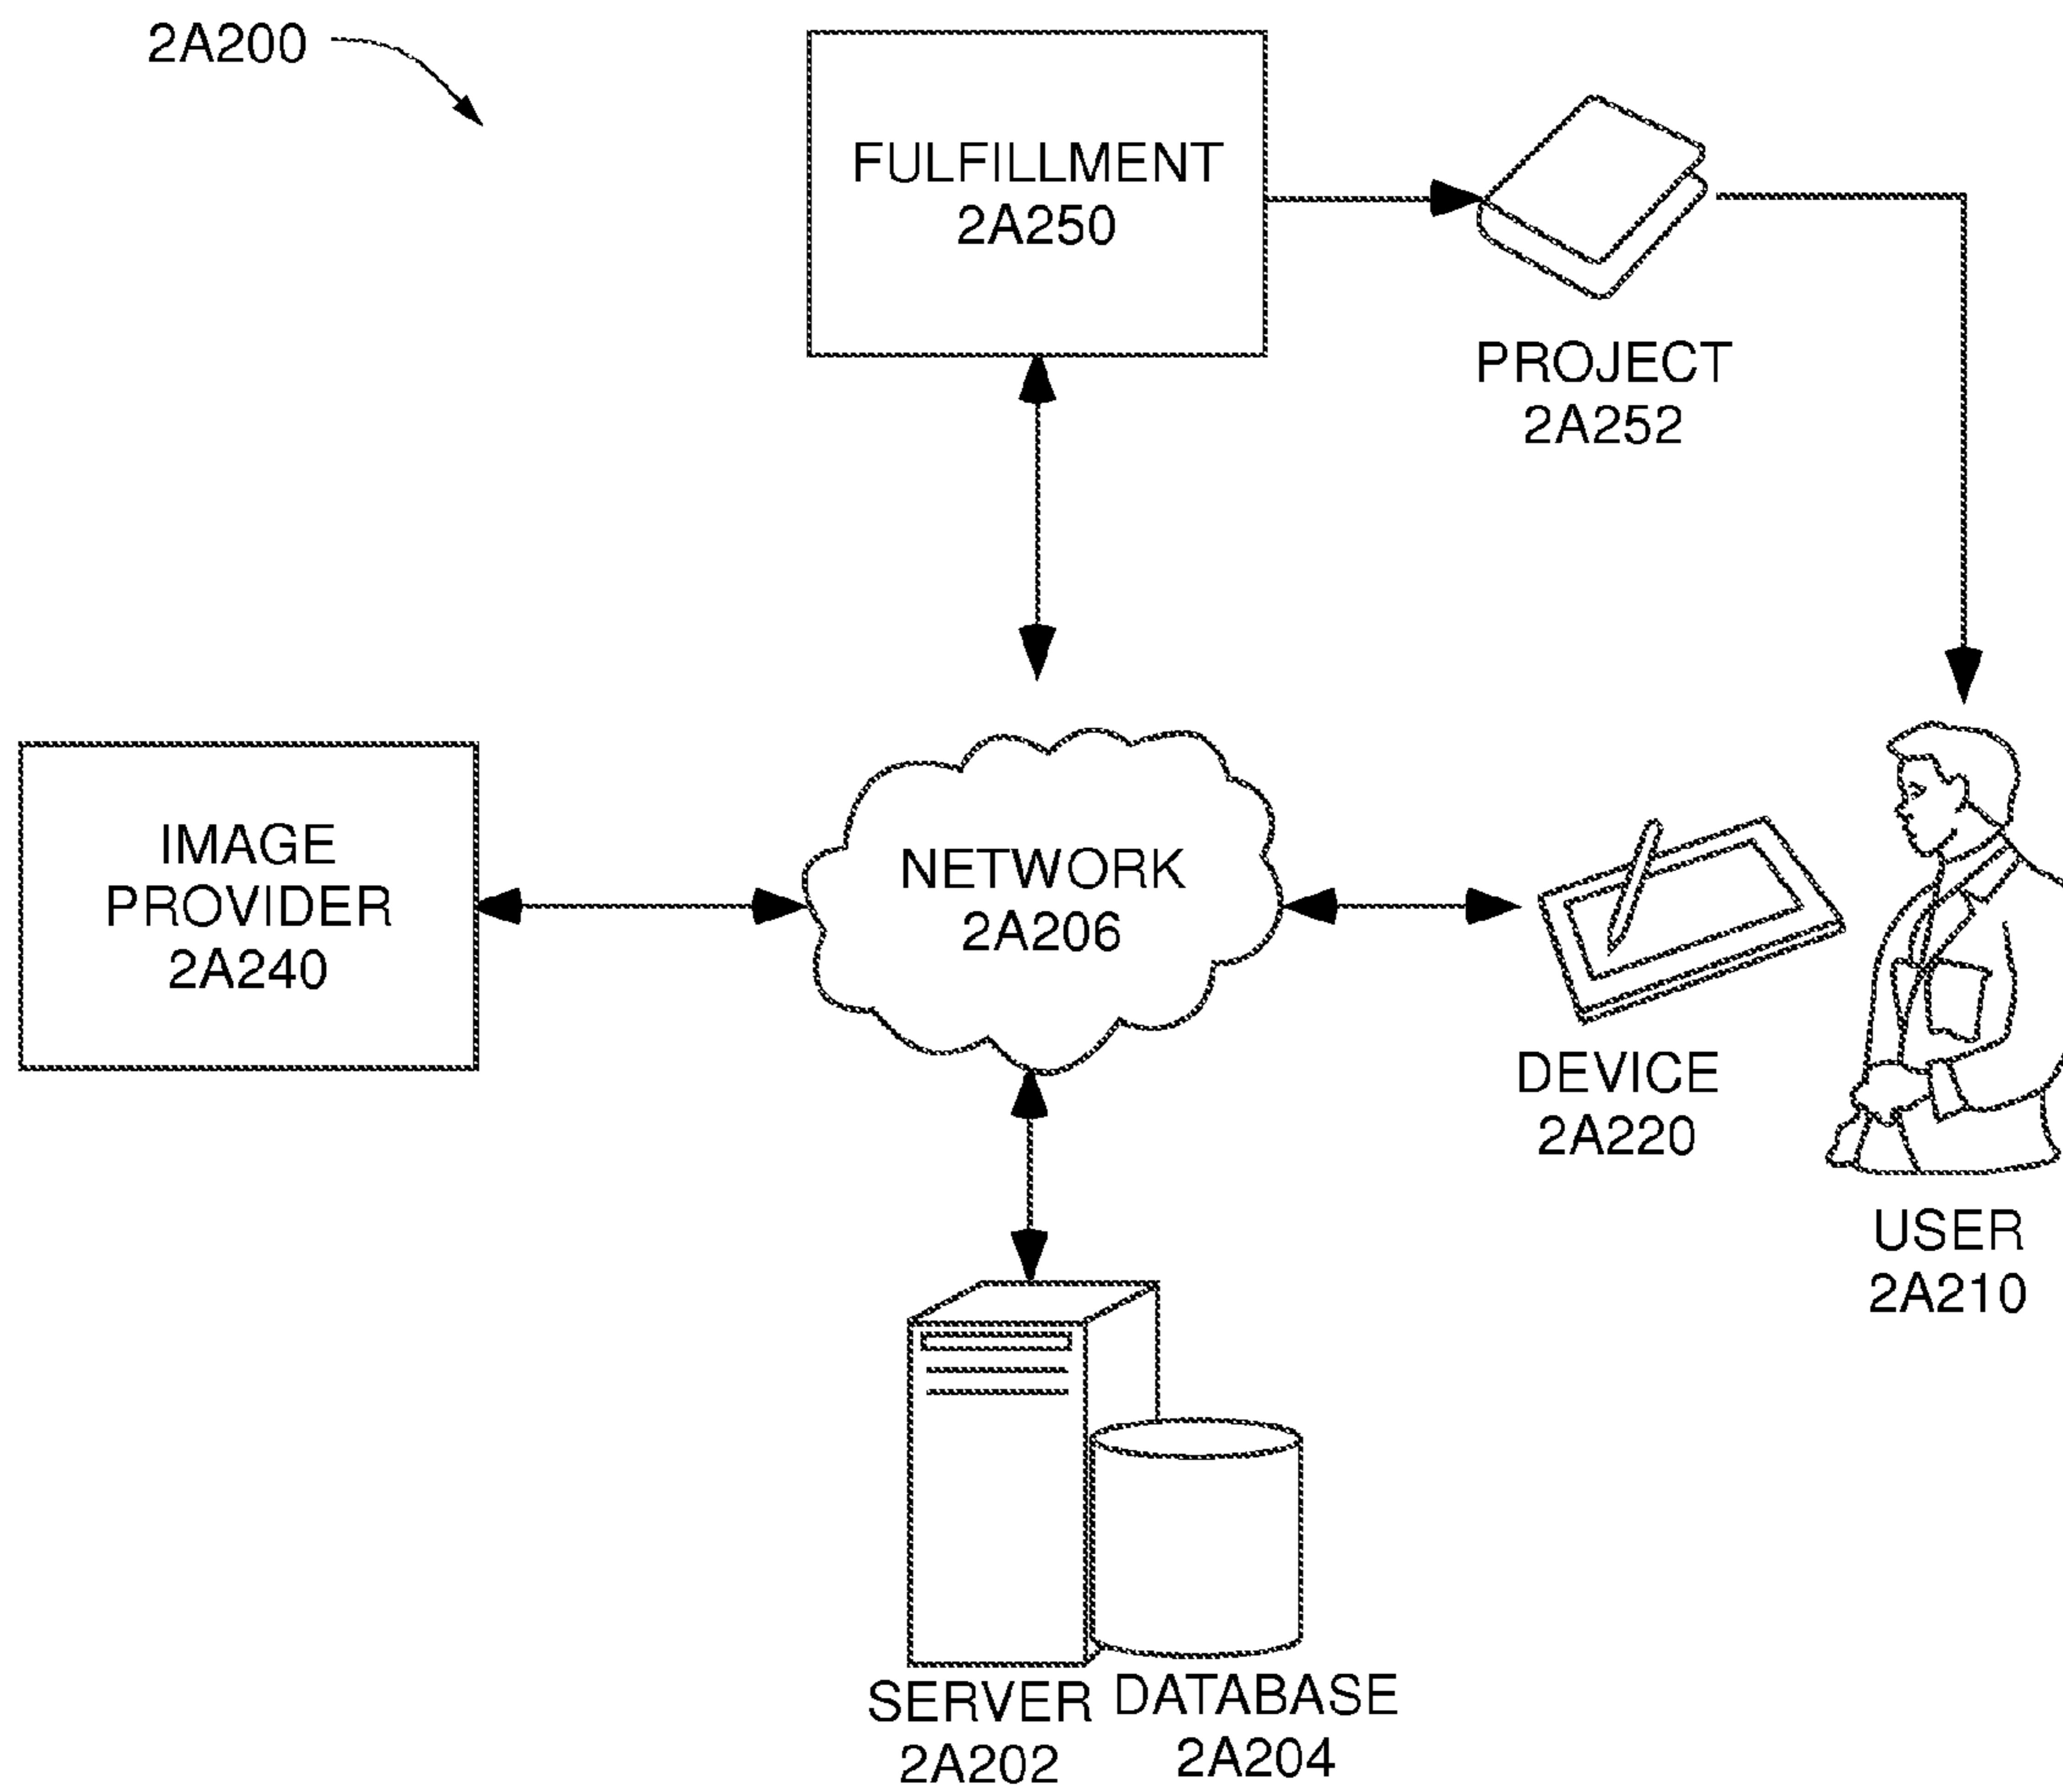 2A200
FULFILLMENT
2A250
PROJECT
2A252
IMAGE
PROVIDER
2A240
NETWORK
2A206
DEVICE
2A220
USER
2A210
SERVER
2A202
DATABASE
2A204